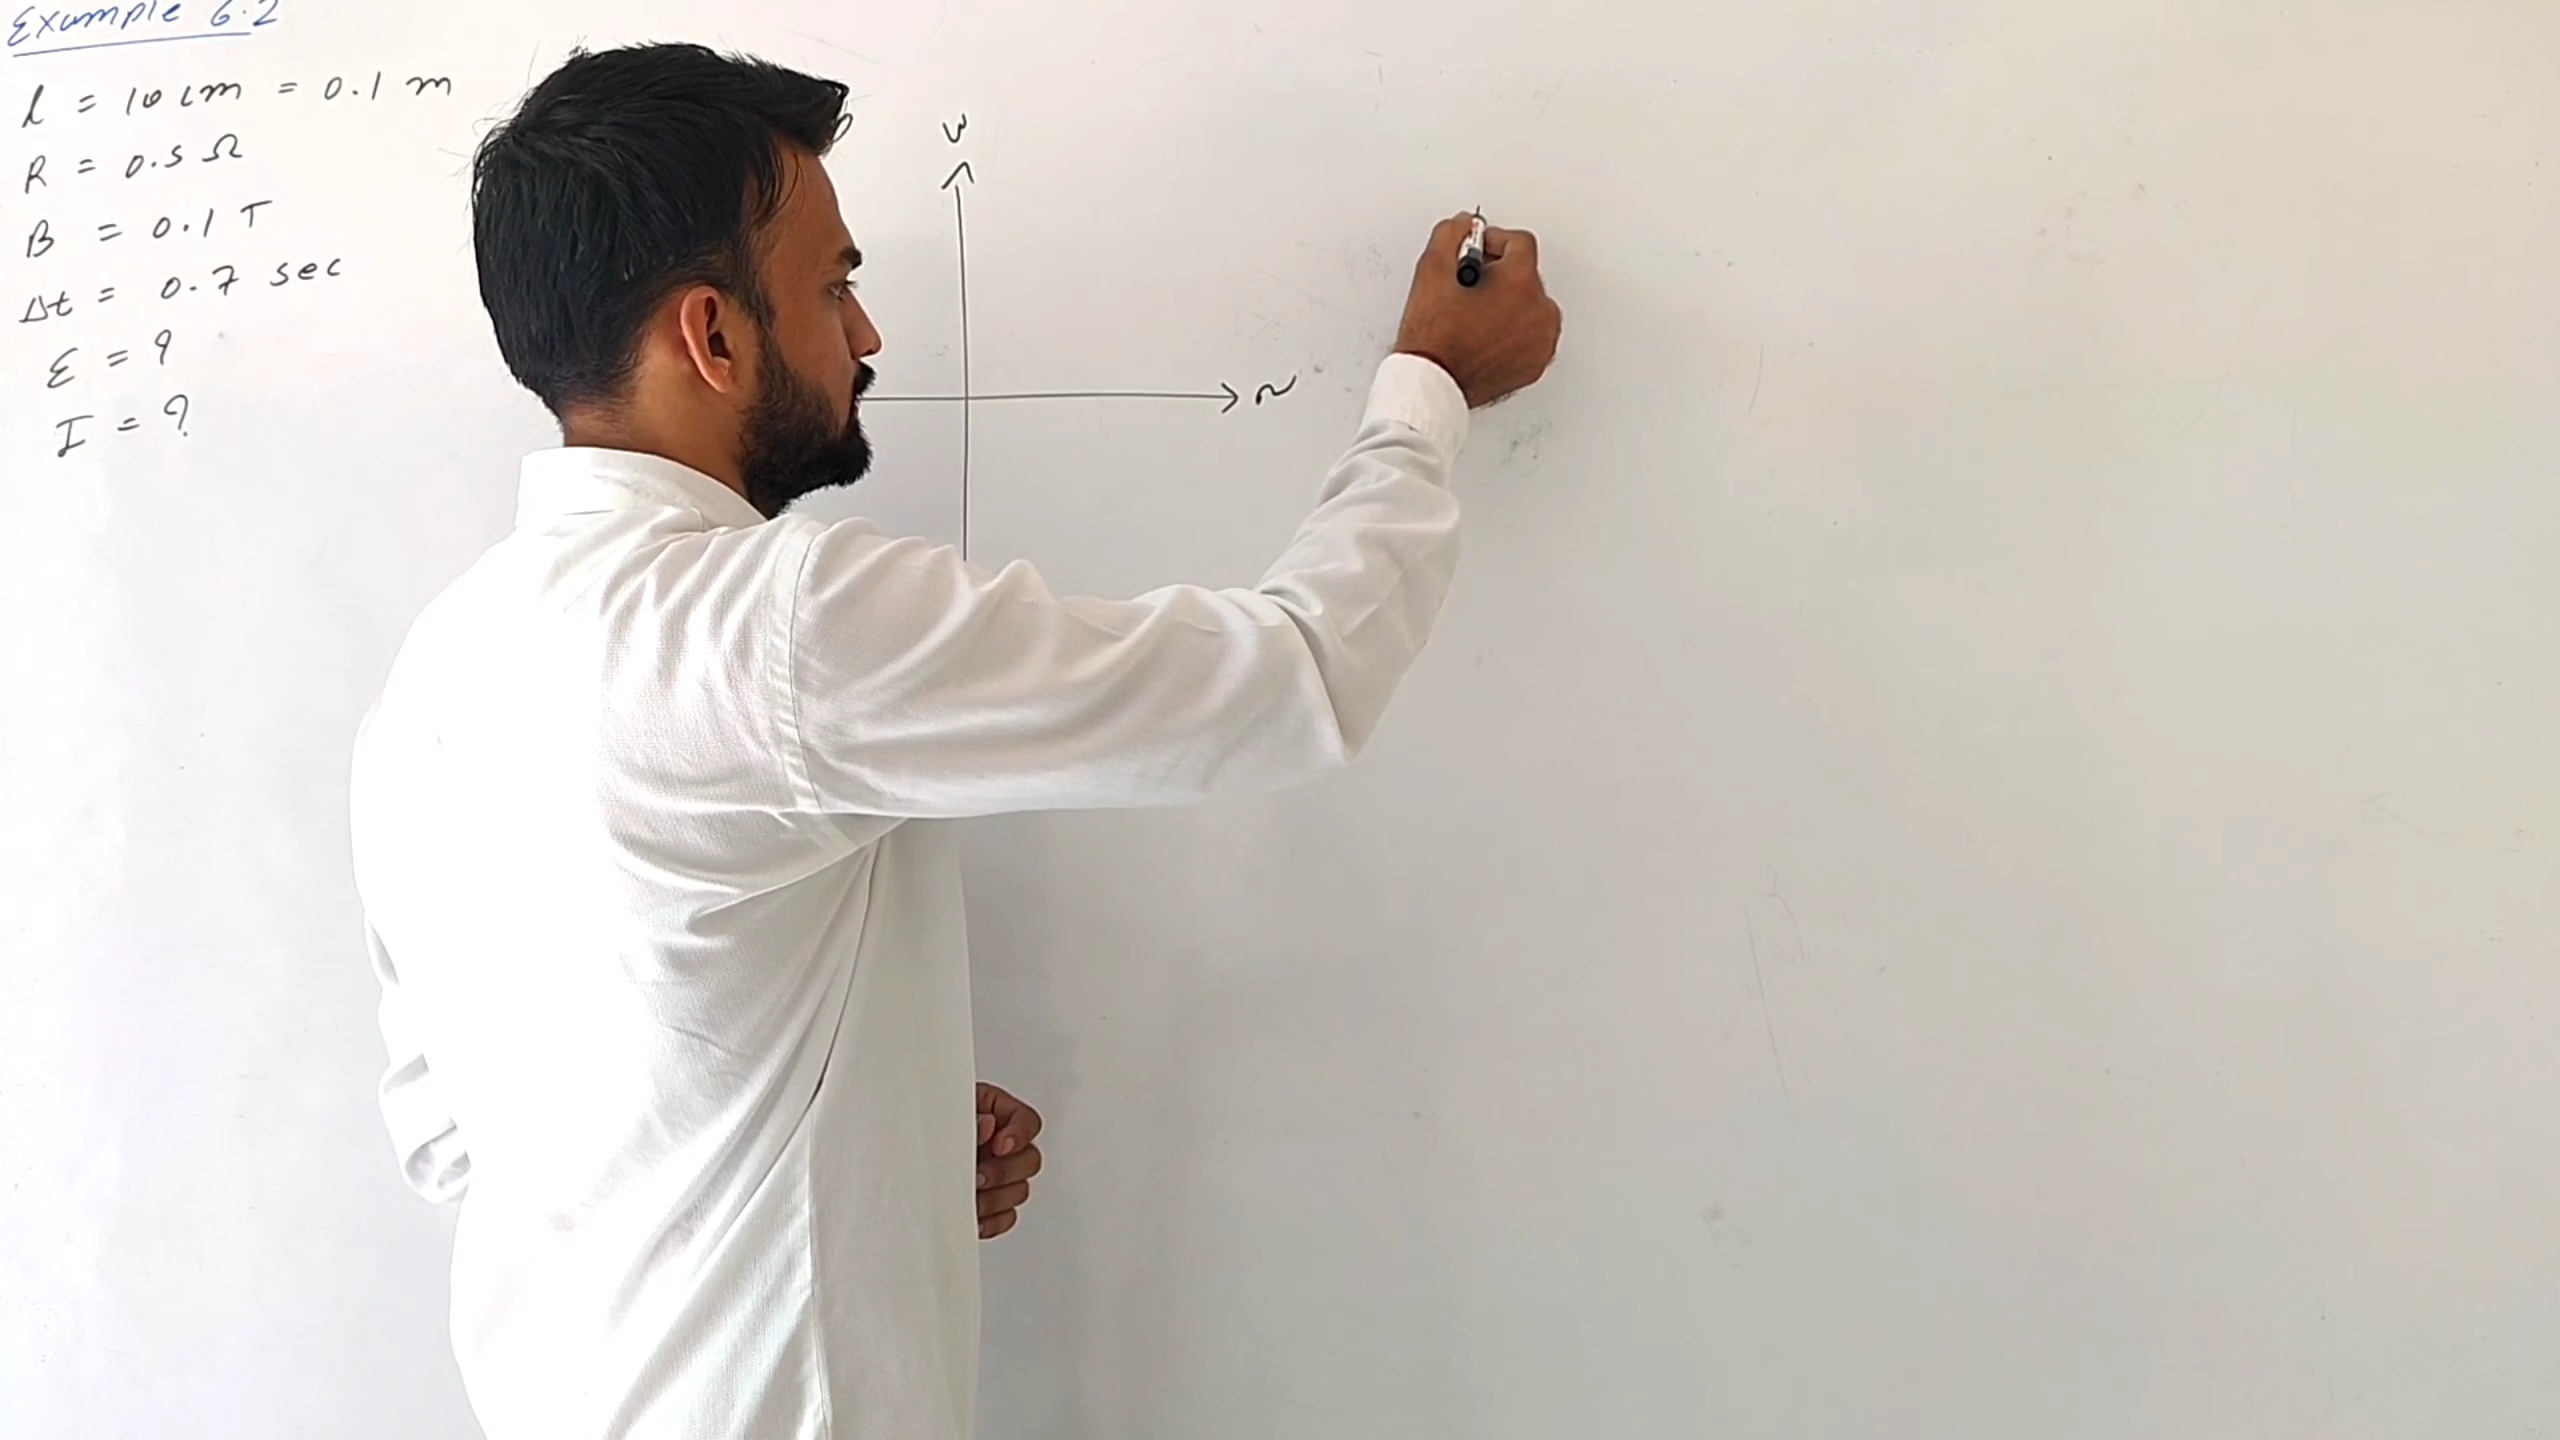 Example 6.2
l = 10 cm = 0.1 m
R = 0.5 Ω
B = 0.1 T
Δt = 0.7 sec
ε = ?
I = ?